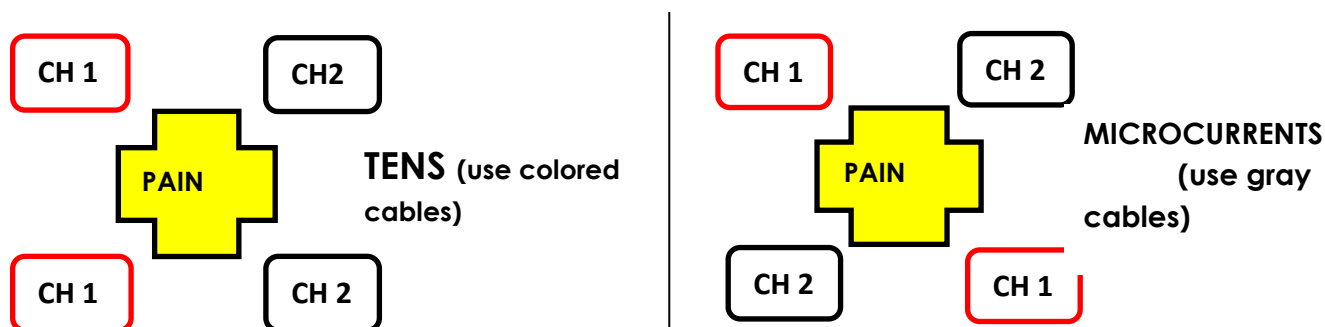 CH 1
CH2
PAIN
TENS (use colored
cables)
CH 1
CH 2
CH 1
CH 2
PAIN
MICROCURRENTS
(use gray
cables)
CH 2
CH 1